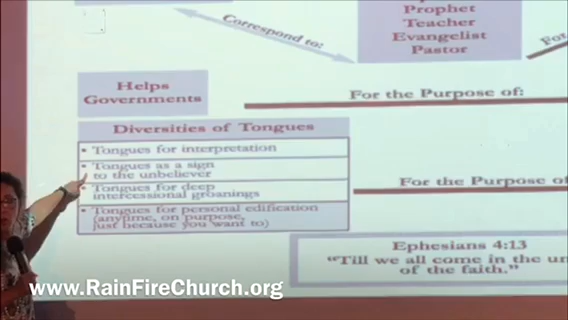 Prophet
Teacher
Evangelist
Pastor
Correspond to:
Helps
Governments
For the Purpose of:
Diversities of Tongues
• Tongues for interpretation
• Tongues as a sign
to the unbeliever
• Tongues for deep
intercessional groanings
• Tongues for personal edification
(anytime, on purpose,
just because you want to)
For the Purpose of
Ephesians 4:13
"Till we all come in the
of the faith."
www.RainFireChurch.org